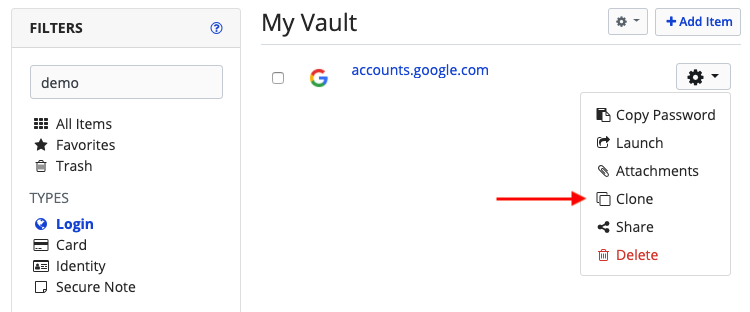 FILTERS
demo
All Items
Favorites
Trash
TYPES
Login
Card
Identity
Secure Note
My Vault
+ Add Item
accounts.google.com
Copy Password
Launch
Attachments
Clone
Share
Delete